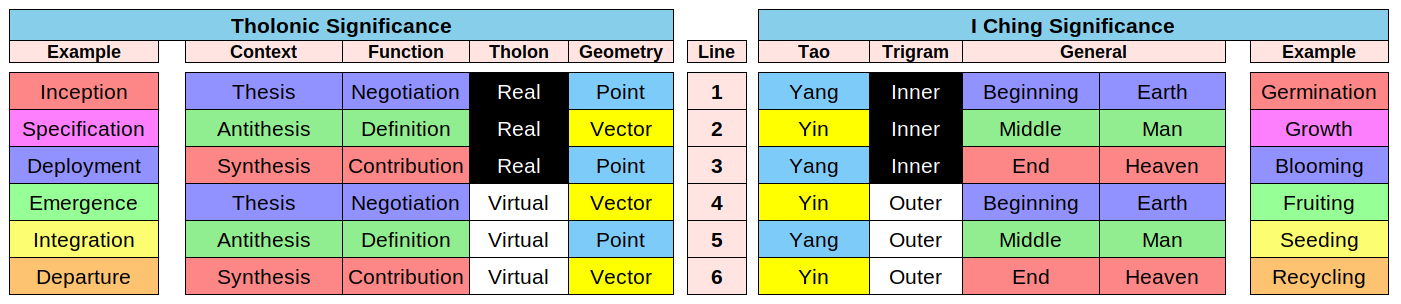 Tholonic Significance I Ching Significance
Example Context Function Tholon Geometry Line Tao Trigram General Example
Inception Thesis Negotiation Real Point 1 Yang Inner Beginning Earth Germination
Specification Antithesis Definition Real Vector 2 Yin Inner Middle Man Growth
Deployment Synthesis Contribution Real Point 3 Yang Inner End Heaven Blooming
Emergence Thesis Negotiation Virtual Vector 4 Yin Outer Beginning Earth Fruiting
Integration Antithesis Definition Virtual Point 5 Yang Outer Middle Man Seeding
Departure Synthesis Contribution Virtual Vector 6 Yin Outer End Heaven Recycling